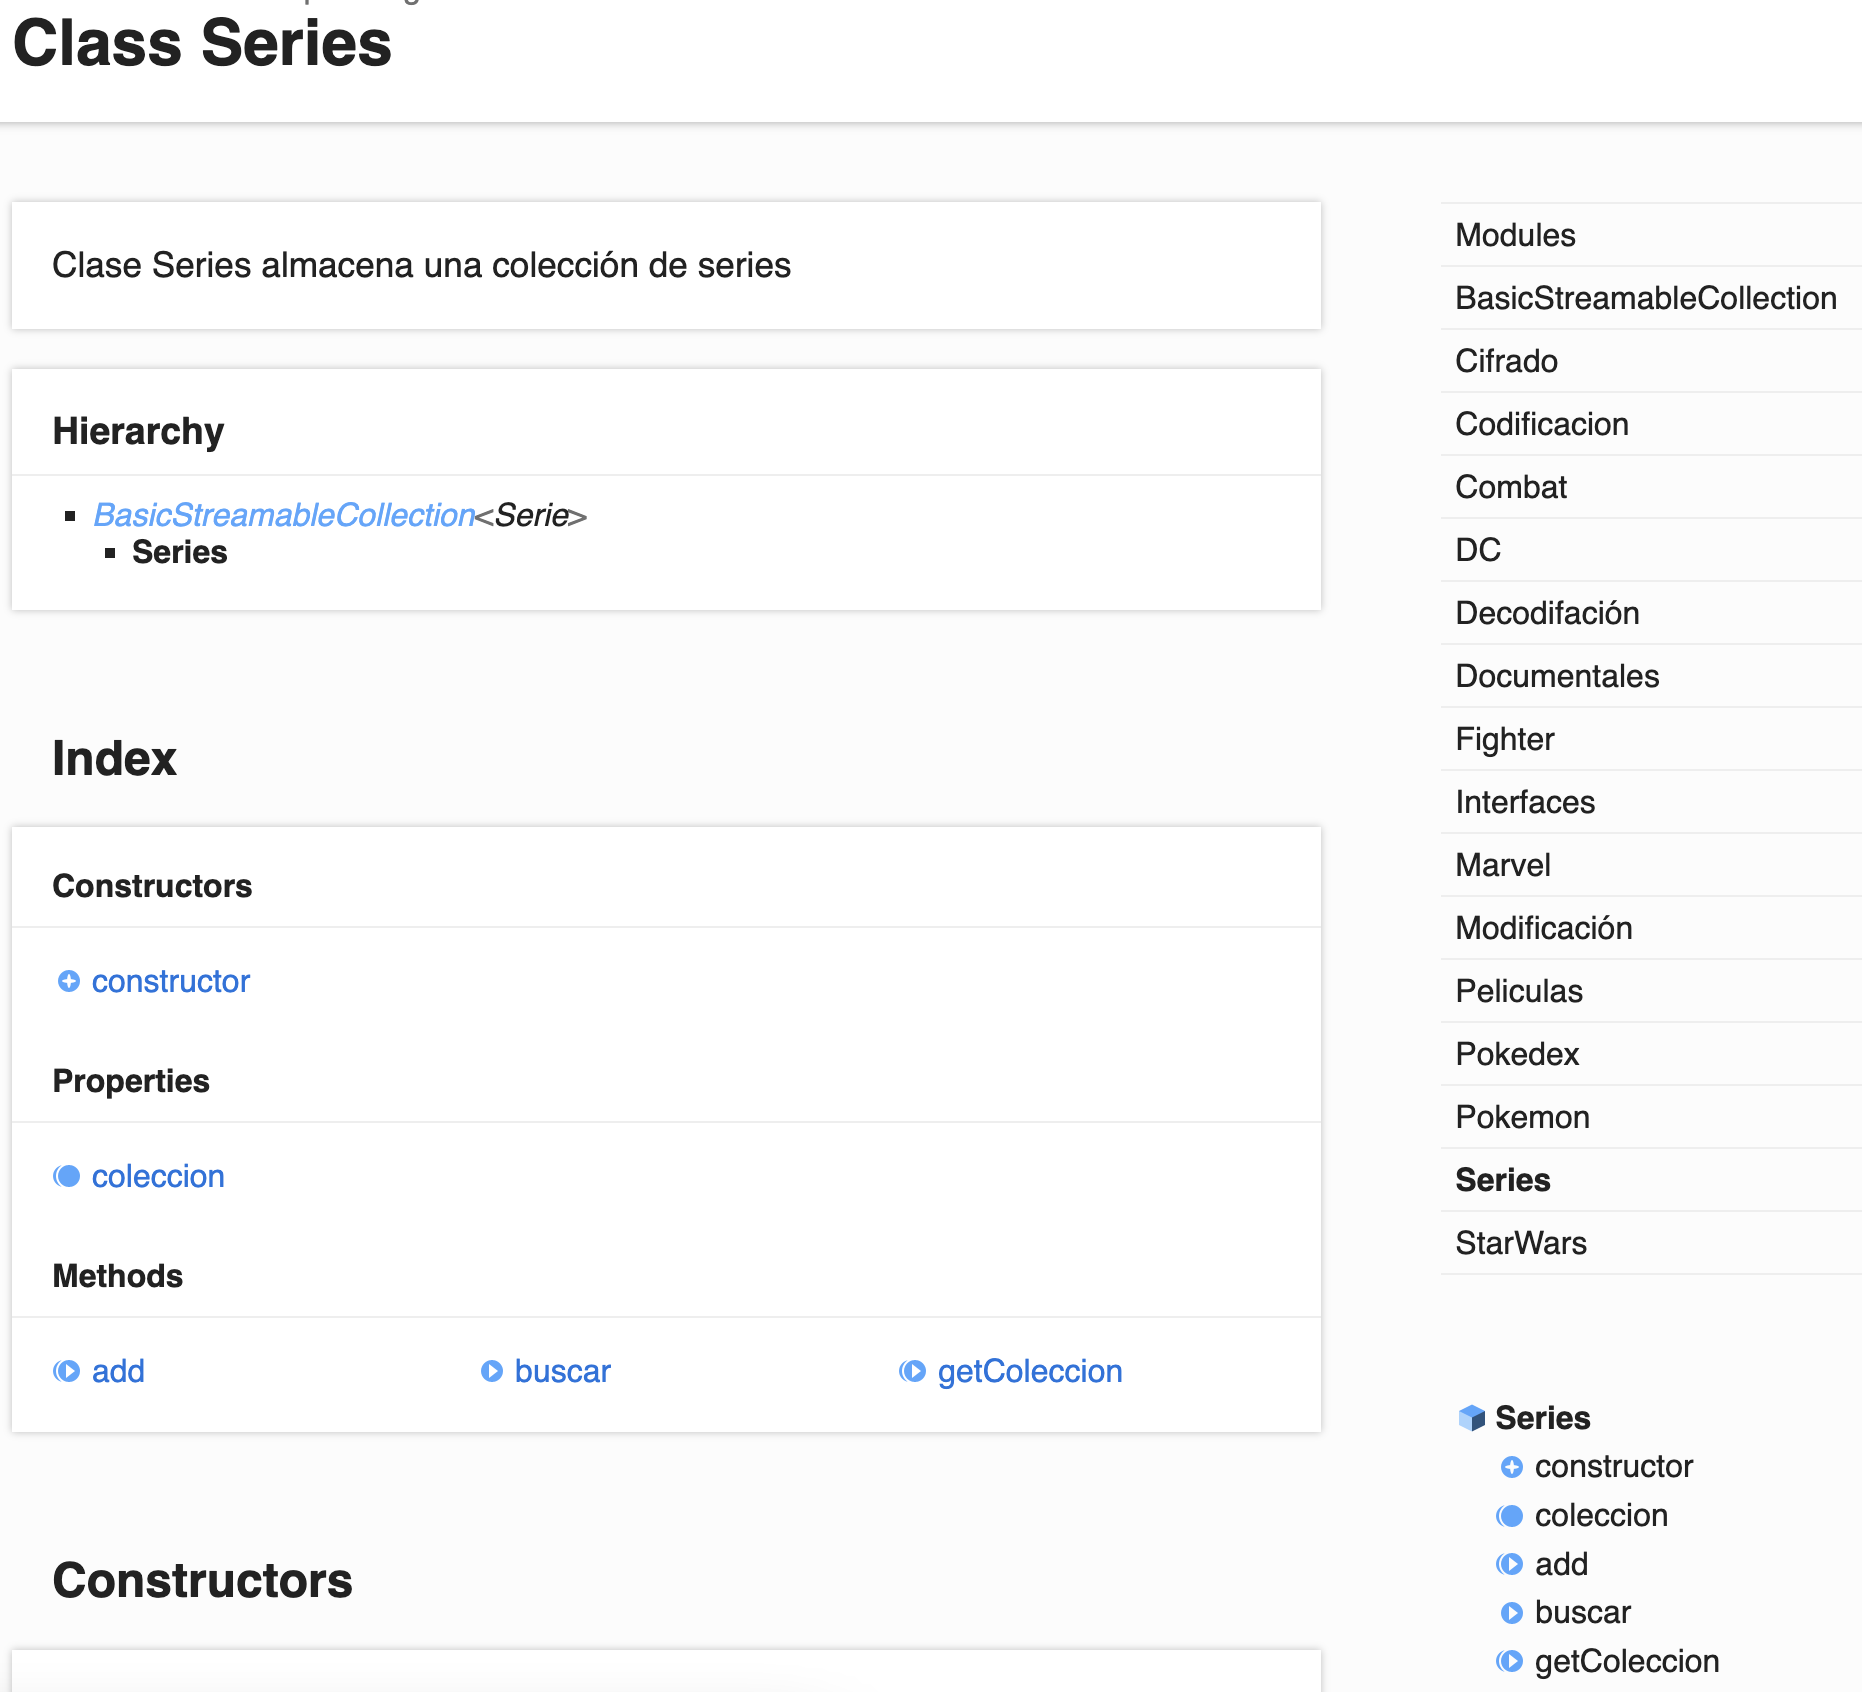 Class Series
Clase Series almacena una colección de series
Hierarchy
BasicStreamableCollection<Serie>
Series
Index
Constructors
constructor
Properties
coleccion
Methods
add buscar getColeccion
Constructors
Modules
BasicStreamableCollection
Cifrado
Codificacion
Combat
DC
Decodifación
Documentales
Fighter
Interfaces
Marvel
Modificación
Peliculas
Pokedex
Pokemon
Series
StarWars
Series
constructor
coleccion
add
buscar
getColeccion